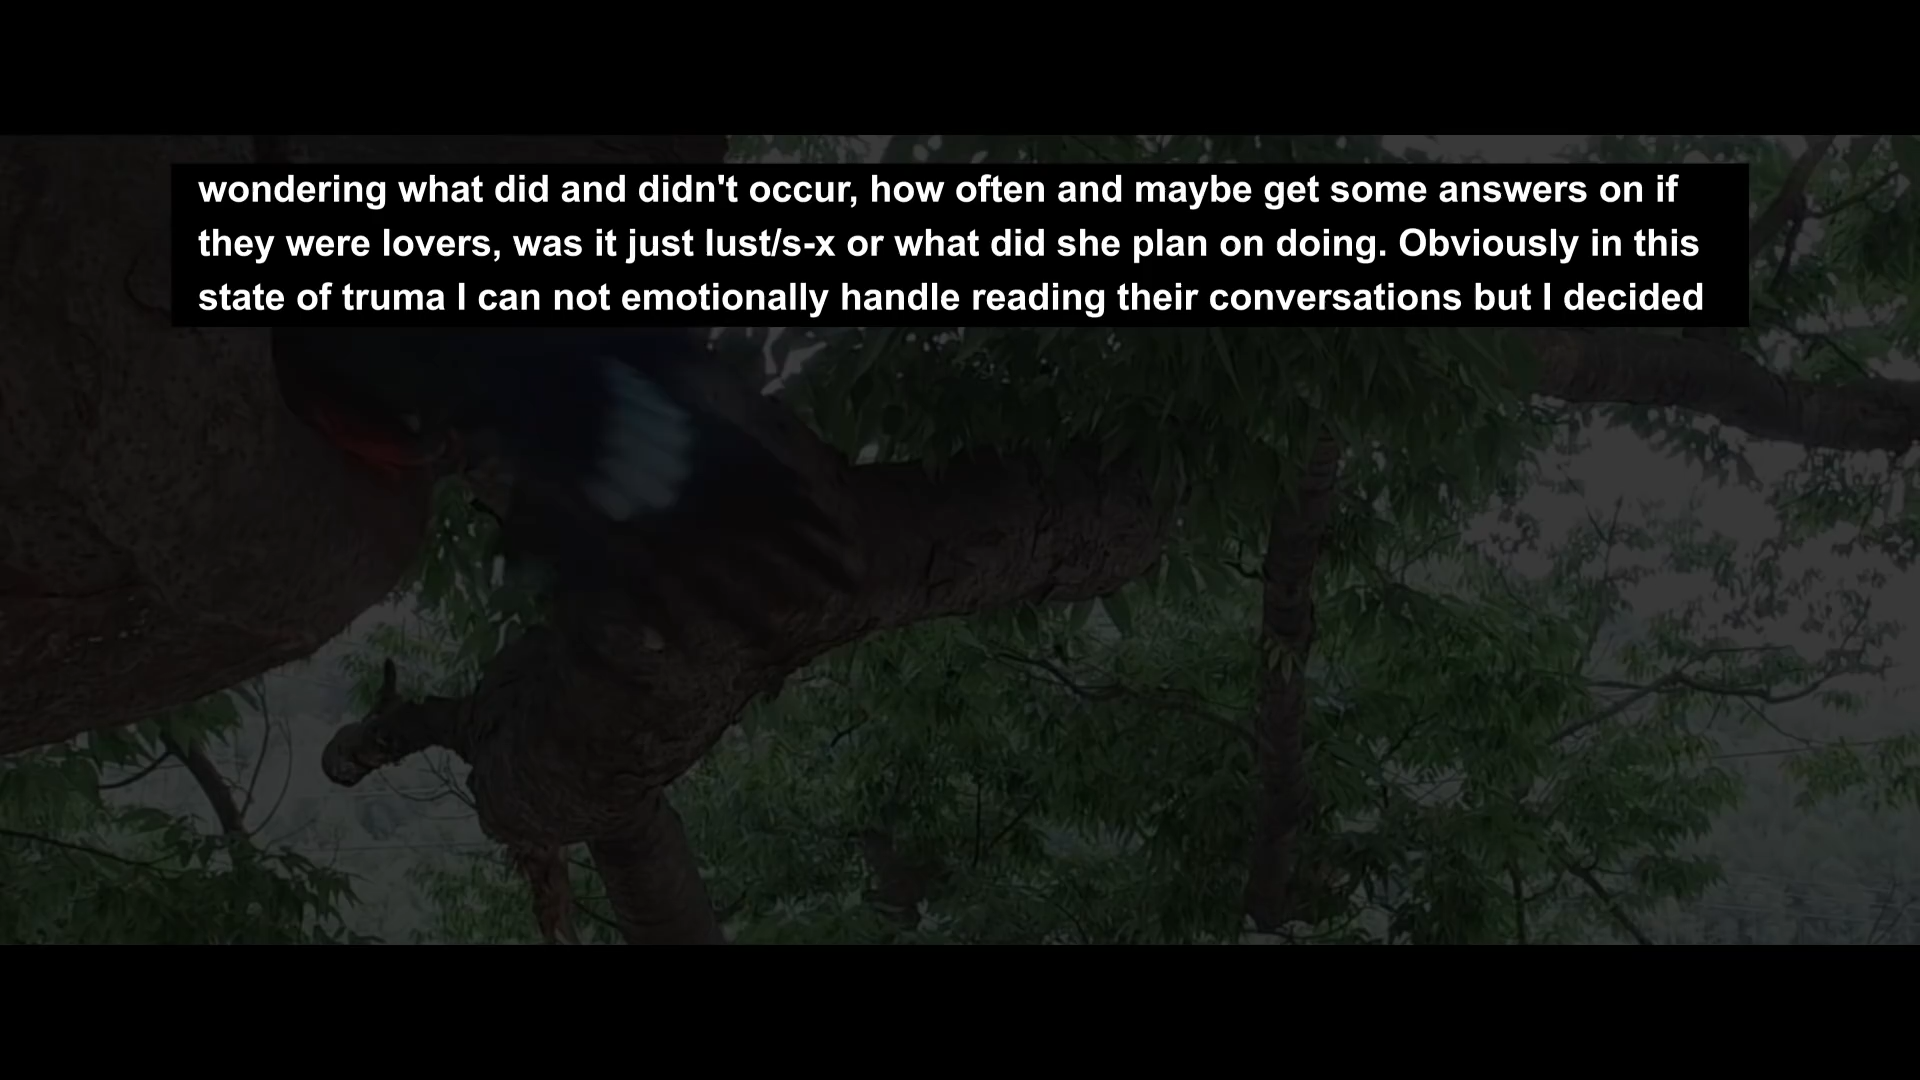 wondering what did and didn't occur, how often and maybe get some answers on if
they were lovers, was it just lust/s-x or what did she plan on doing. Obviously in this
state of truma I can not emotionally handle reading their conversations but I decided